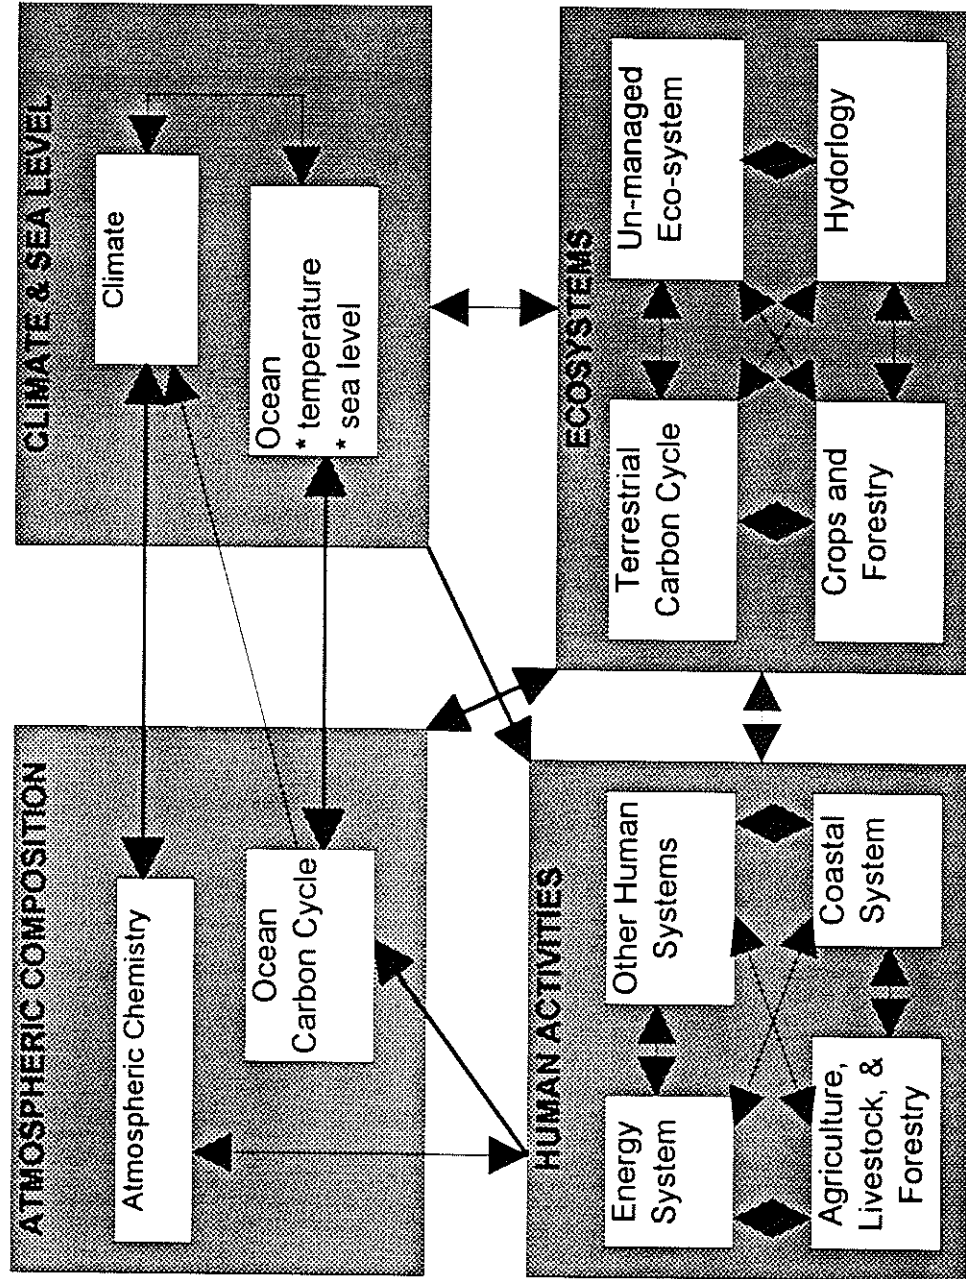 ATMOSPHERIC COMPOSITION
Atmospheric Chemistry
Ocean
Carbon Cycle
CLIMATE & SEA LEVEL
Climate
Ocean
* temperature
* sea level
HUMAN ACTIVITIES
Energy
System
Other Human
Systems
Agriculture,
Livestock, &
Forestry
Coastal
System
ECOSYSTEMS
Terrestrial
Carbon Cycle
Un-managed
Eco-system
Crops and
Forestry
Hydorlogy